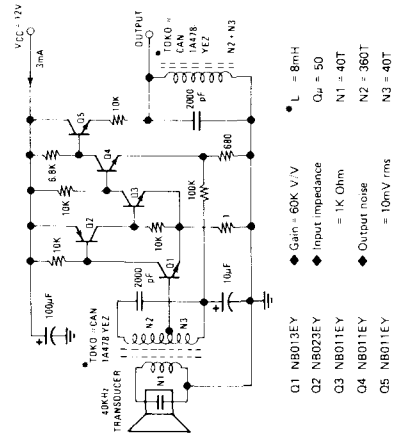 VCC = 12V
3mA
100µF
TOKO = CAN 1A478 YEZ
40KHz TRANSDUCER
N1
N2
N3
2000 pF
10µF
Q1
10K
Q2
10K
10K
Q3
1
10K
Q4
6.8K
100K
680
Q5
10K
OUTPUT
* TOKO = CAN 1A478 YEZ
2000 pF
N2 + N3
Q1 NB013EY
Q2 NB023EY
Q3 NB011EY
Q4 NB011EY
Q5 NB011EY
◆ Gain = 60K V/V
◆ Input impedance
= 1K Ohm
◆ Output noise
= 10mV rms
* L = 8mH
Qµ = 50
N1 = 40T
N2 = 360T
N3 = 40T